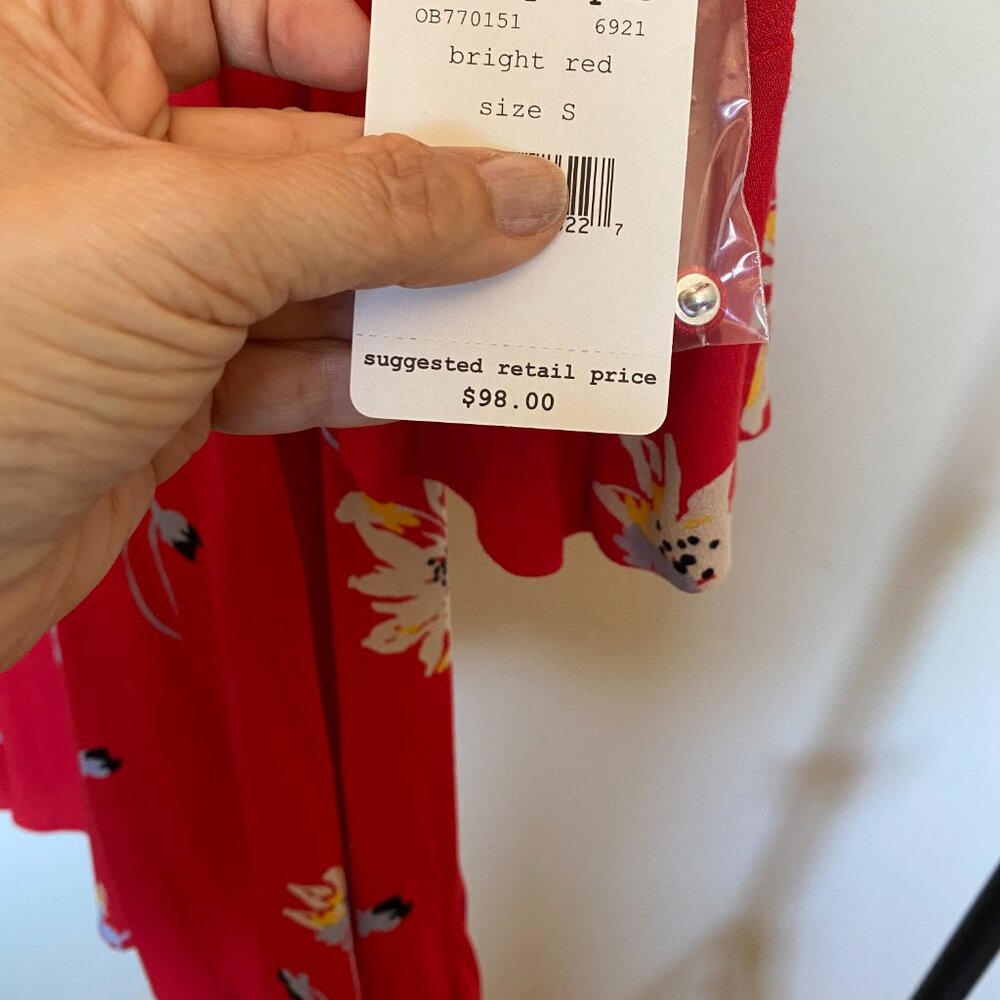 OB770151 6921
bright red
size S
22 7
suggested retail price
$98.00